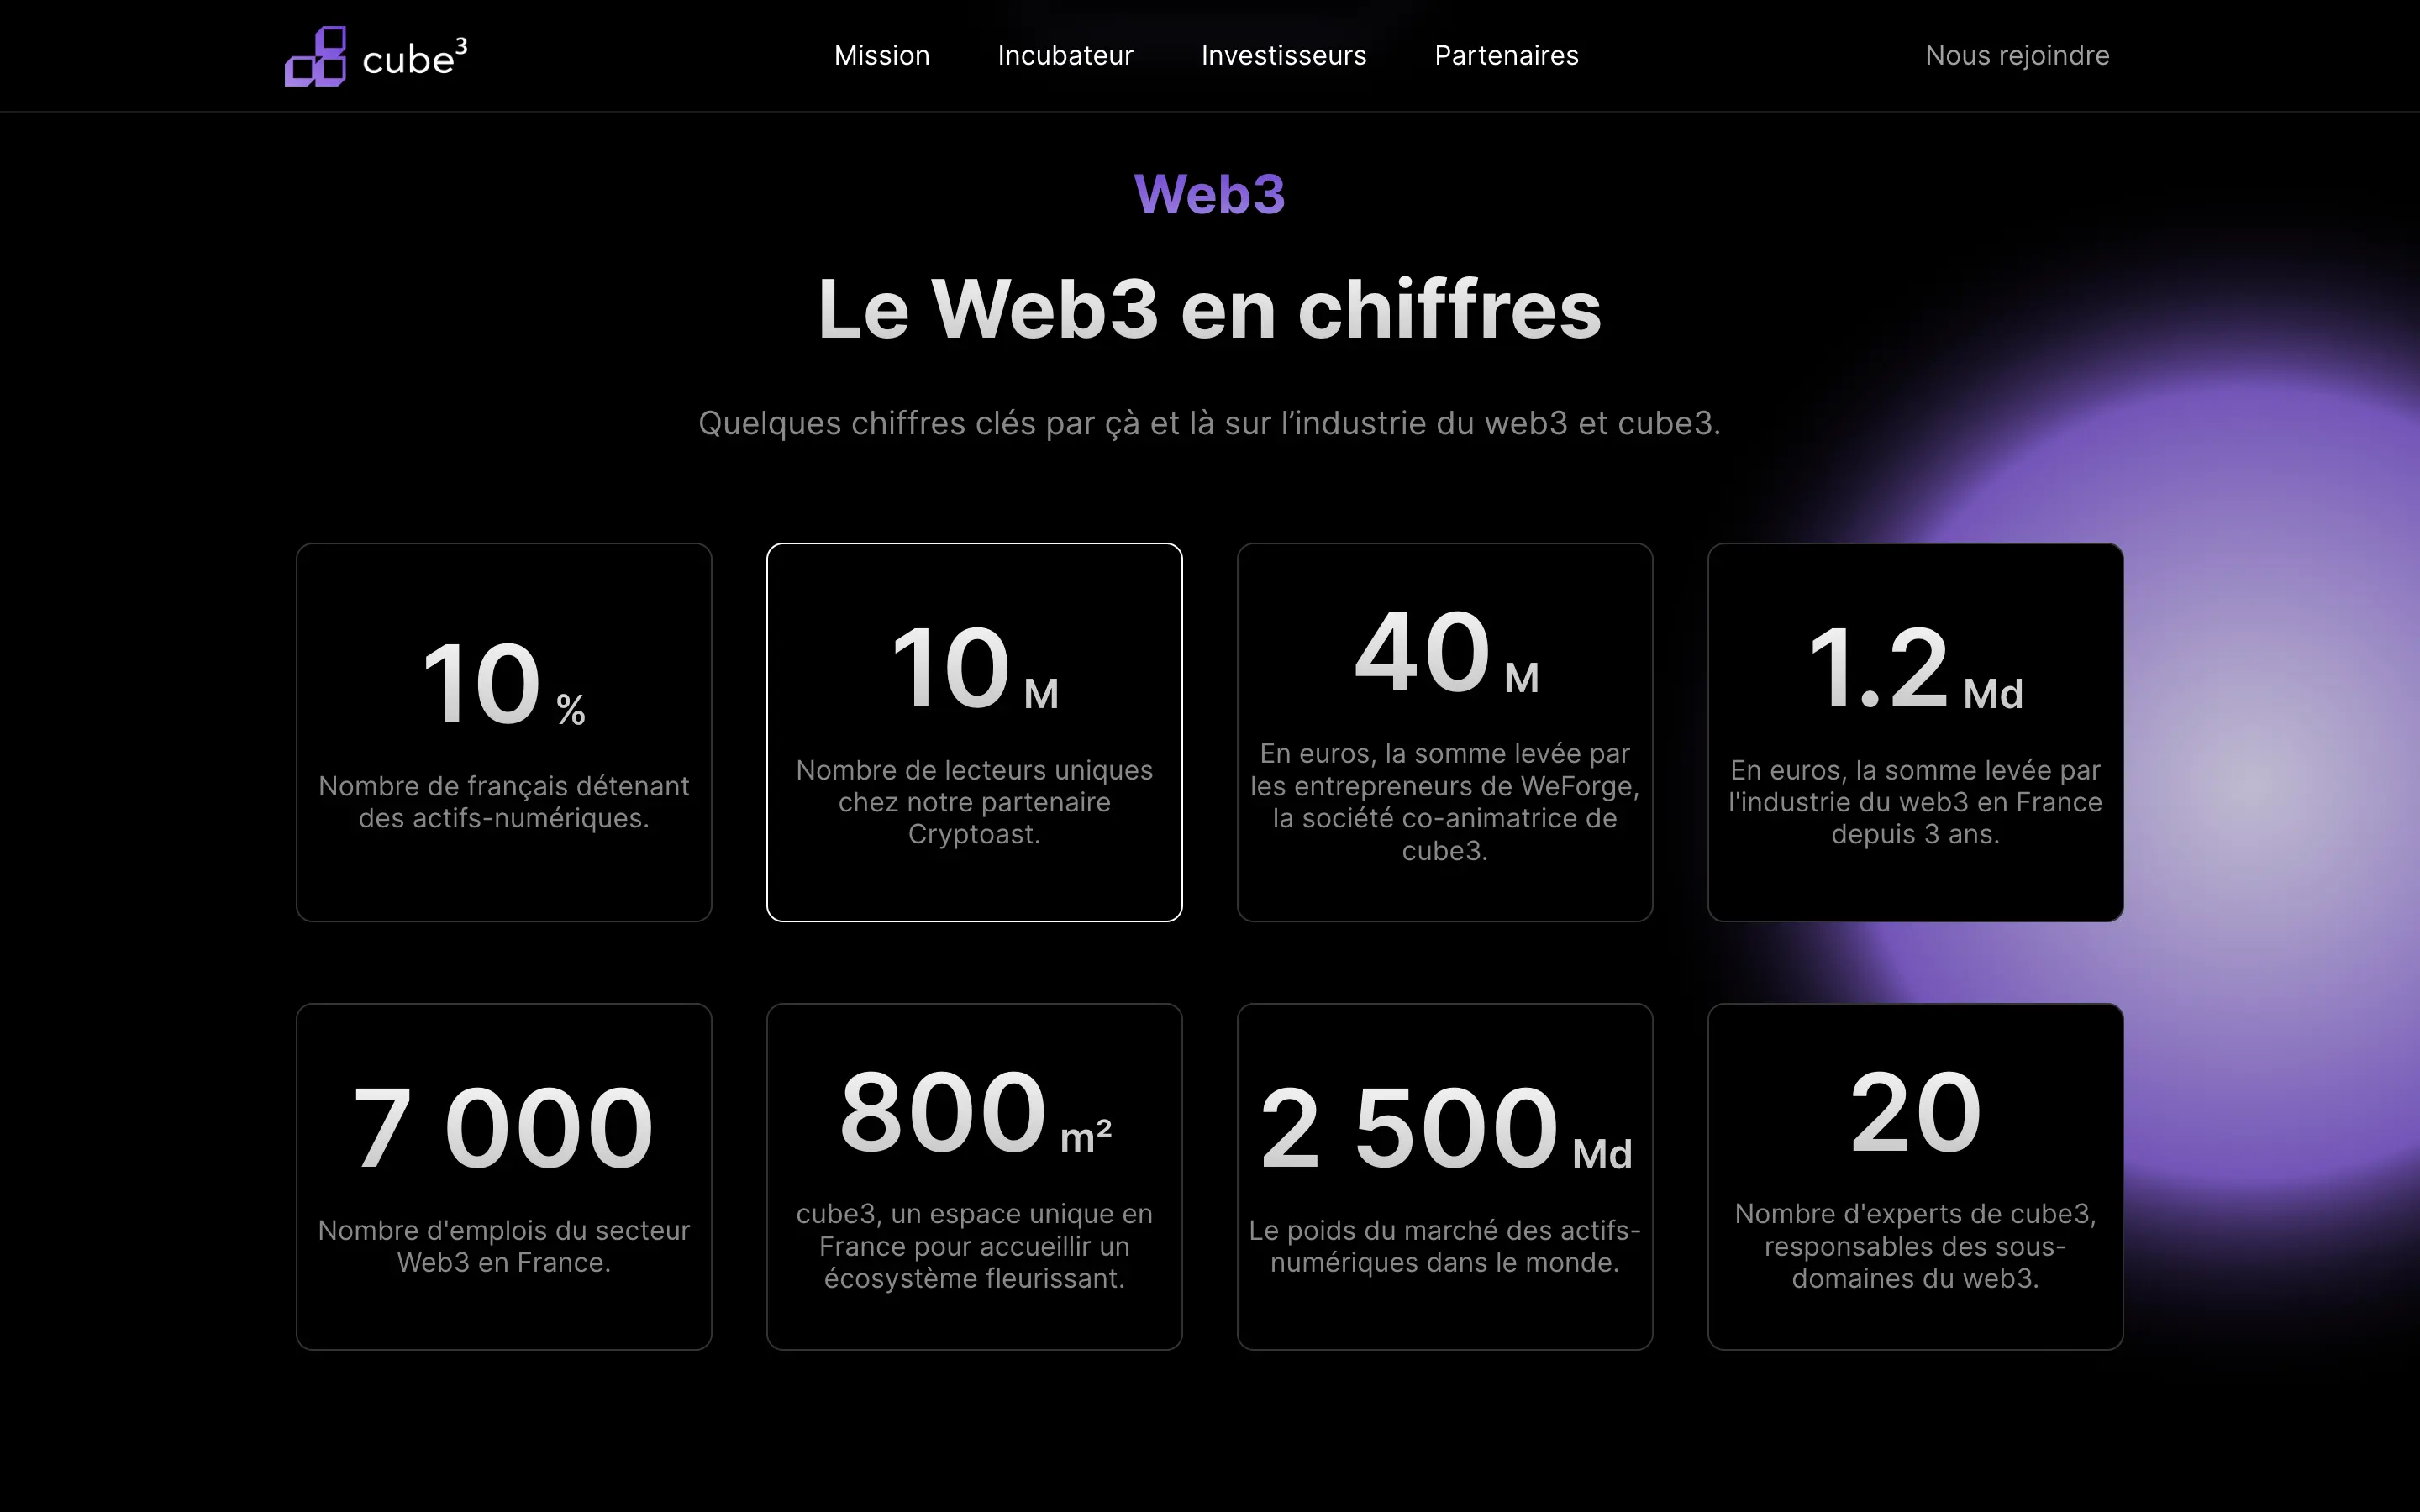 cube³
Mission
Incubateur
Investisseurs
Partenaires
Nous rejoindre
Web3
Le Web3 en chiffres
Quelques chiffres clés par çà et là sur l’industrie du web3 et cube3.
10 %
Nombre de français détenant
des actifs-numériques.
10 M
Nombre de lecteurs uniques
chez notre partenaire
Cryptoast.
40 M
En euros, la somme levée par
les entrepreneurs de WeForge,
la société co-animatrice de
cube3.
1.2 Md
En euros, la somme levée par
l'industrie du web3 en France
depuis 3 ans.
7 000
Nombre d'emplois du secteur
Web3 en France.
800 m²
cube3, un espace unique en
France pour accueillir un
écosystème fleurissant.
2 500 Md
Le poids du marché des actifs-
numériques dans le monde.
20
Nombre d'experts de cube3,
responsables des sous-
domaines du web3.